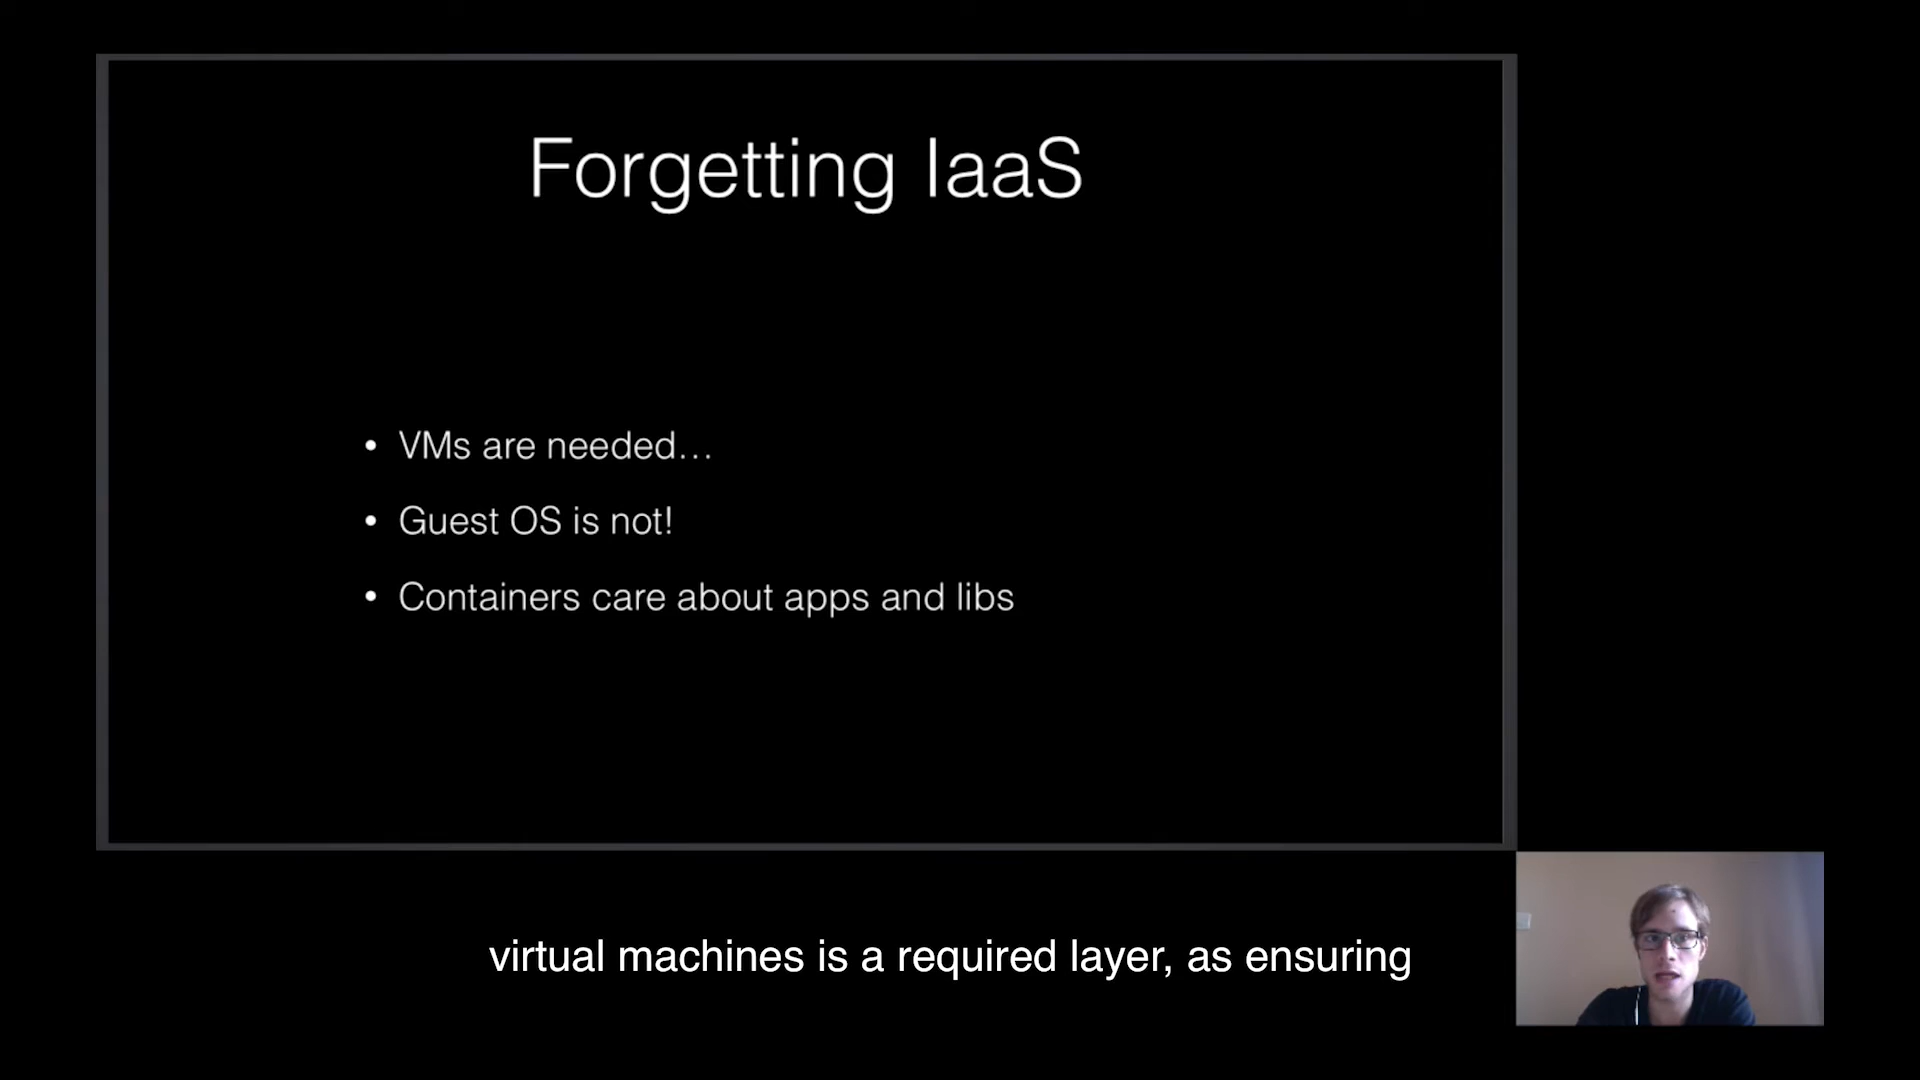 Forgetting IaaS
• VMs are needed…
• Guest OS is not!
• Containers care about apps and libs
virtual machines is a required layer, as ensuring